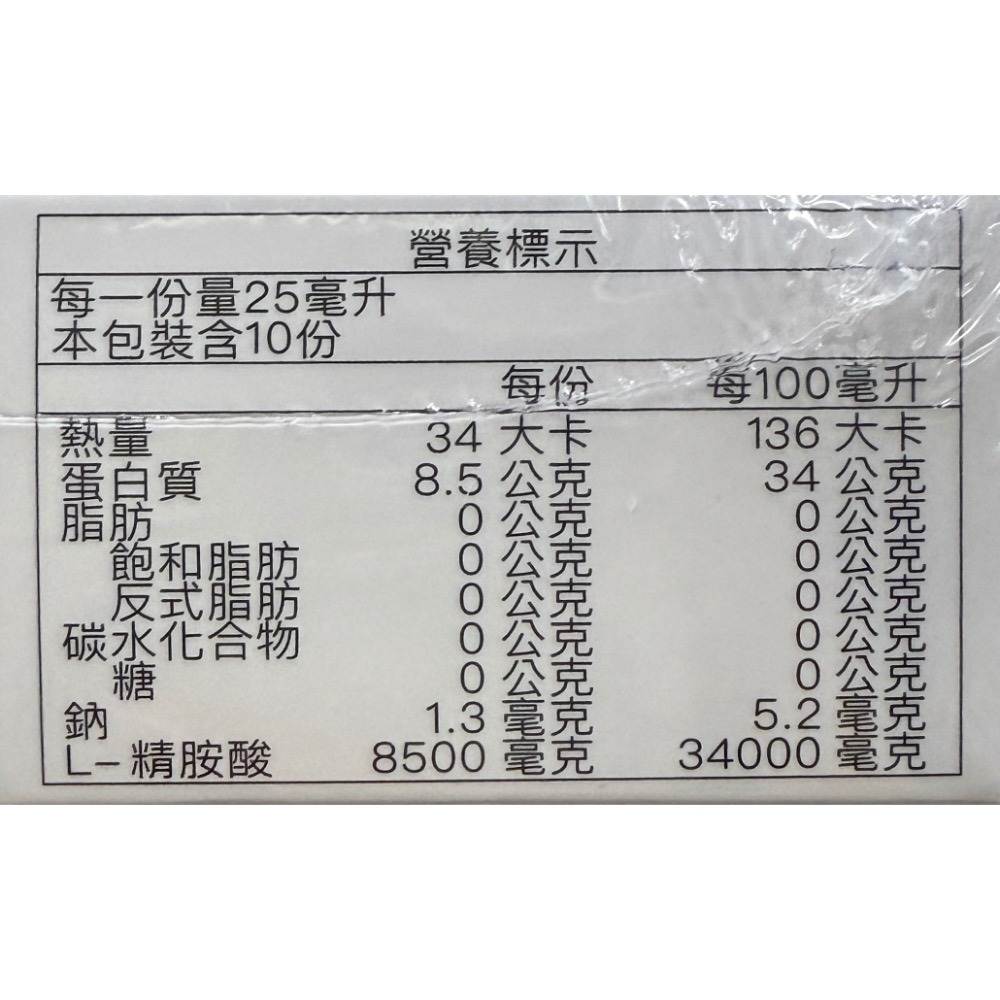 營養標示
每一份量25毫升
本包裝含10份
每份 每100毫升
熱量 34 大卡 136 大卡
蛋白質 8.5 公克 34 公克
脂肪 0 公克 0 公克
飽和脂肪 0 公克 0 公克
反式脂肪 0 公克 0 公克
碳水化合物 0 公克 0 公克
糖 0 公克 0 公克
鈉 1.3 毫克 5.2 毫克
L-精胺酸 8500 毫克 34000 毫克